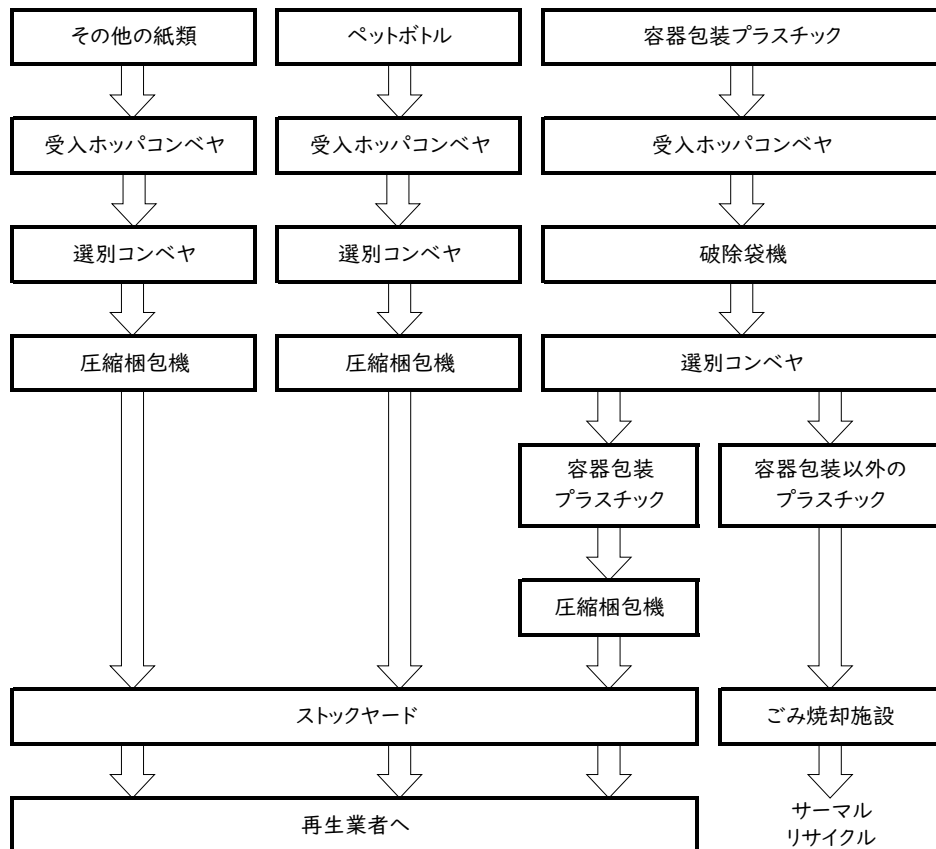 その他の紙類
ペットボトル
容器包装プラスチック
受入ホッパコンベヤ
受入ホッパコンベヤ
受入ホッパコンベヤ
選別コンベヤ
選別コンベヤ
破除袋機
圧縮梱包機
圧縮梱包機
選別コンベヤ
容器包装
プラスチック
容器包装以外の
プラスチック
圧縮梱包機
ストックヤード
ごみ焼却施設
再生業者へ
サーマル
リサイクル